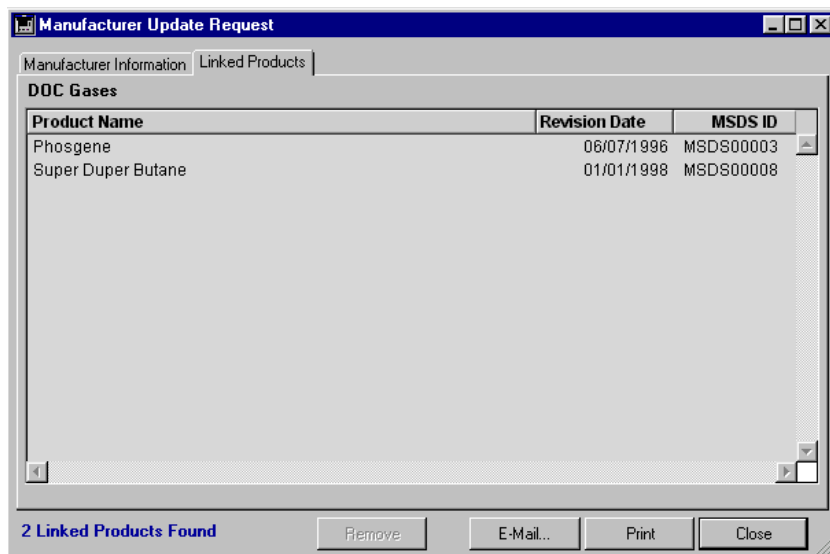 Manufacturer Update Request
Manufacturer Information Linked Products
DOC Gases
Product Name Revision Date MSDS ID
Phosgene 06/07/1996 MSDS00003
Super Duper Butane 01/01/1998 MSDS00008
2 Linked Products Found Remove E-Mail... Print Close